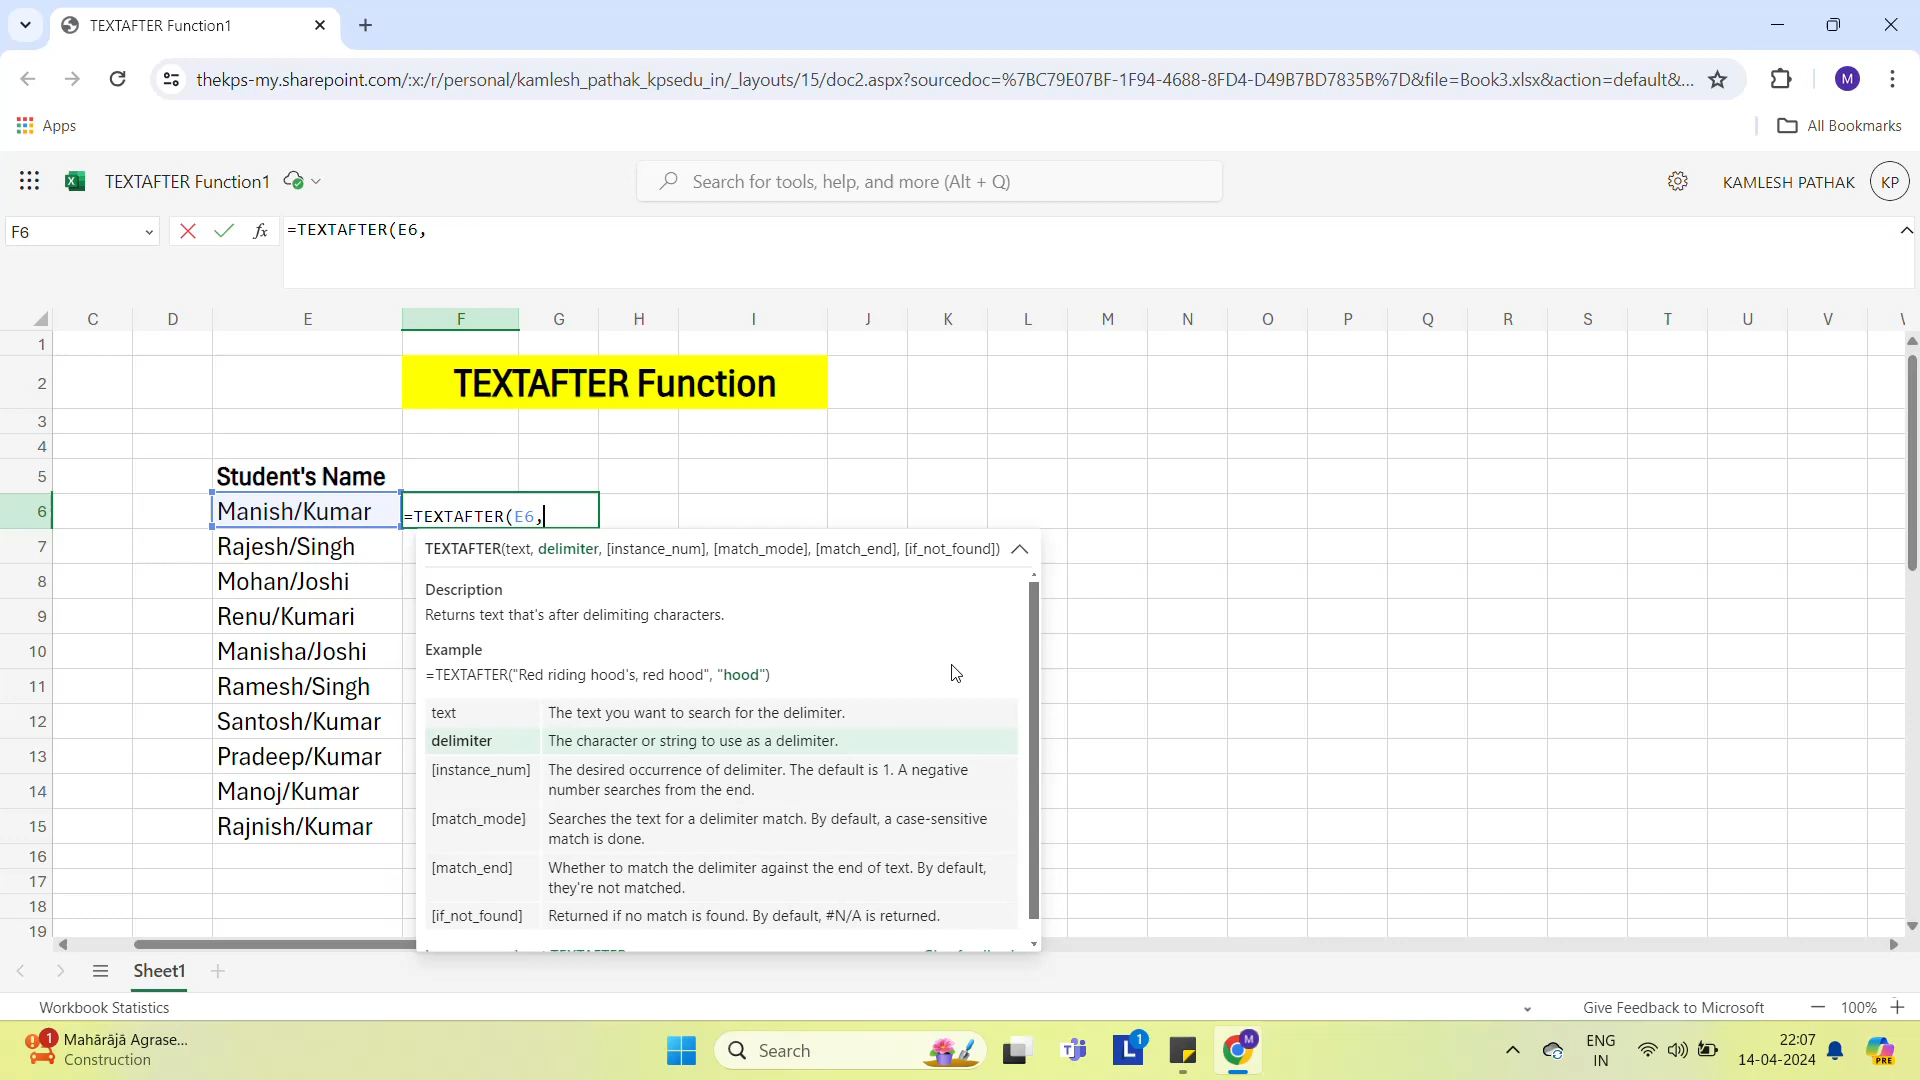 TEXTAFTER Function1
thekps-my.sharepoint.com/:x:/r/personal/kamlesh_pathak_kpsedu_in/_layouts/15/doc2.aspx?sourcedoc=%7BC79E07BF-1F94-4688-8FD4-D49B7BD7835B%7D&file=Book3.xlsx&action=default&...
M
Apps
All Bookmarks
TEXTAFTER Function1
Search for tools, help, and more (Alt + Q)
KAMLESH PATHAK
KP
F6
fx
=TEXTAFTER(E6,
C D E F G H I J K L M N O P Q R S T U V
1
2 TEXTAFTER Function
3
4
5 Student's Name
6 Manish/Kumar =TEXTAFTER(E6,
7 Rajesh/Singh
8 Mohan/Joshi
9 Renu/Kumari
10 Manisha/Joshi
11 Ramesh/Singh
12 Santosh/Kumar
13 Pradeep/Kumar
14 Manoj/Kumar
15 Rajnish/Kumar
16
17
18
19
TEXTAFTER(text, delimiter, [instance_num], [match_mode], [match_end], [if_not_found])
Description
Returns text that's after delimiting characters.
Example
=TEXTAFTER("Red riding hood's, red hood", "hood")
text The text you want to search for the delimiter.
delimiter The character or string to use as a delimiter.
[instance_num] The desired occurrence of delimiter. The default is 1. A negative
number searches from the end.
[match_mode] Searches the text for a delimiter match. By default, a case-sensitive
match is done.
[match_end] Whether to match the delimiter against the end of text. By default,
they're not matched.
[if_not_found] Returned if no match is found. By default, #N/A is returned.
Sheet1
Workbook Statistics
Give Feedback to Microsoft
100%
1
Mahārājā Agrase...
Construction
Search
L
1
M
ENG
IN
22:07
14-04-2024
PRE